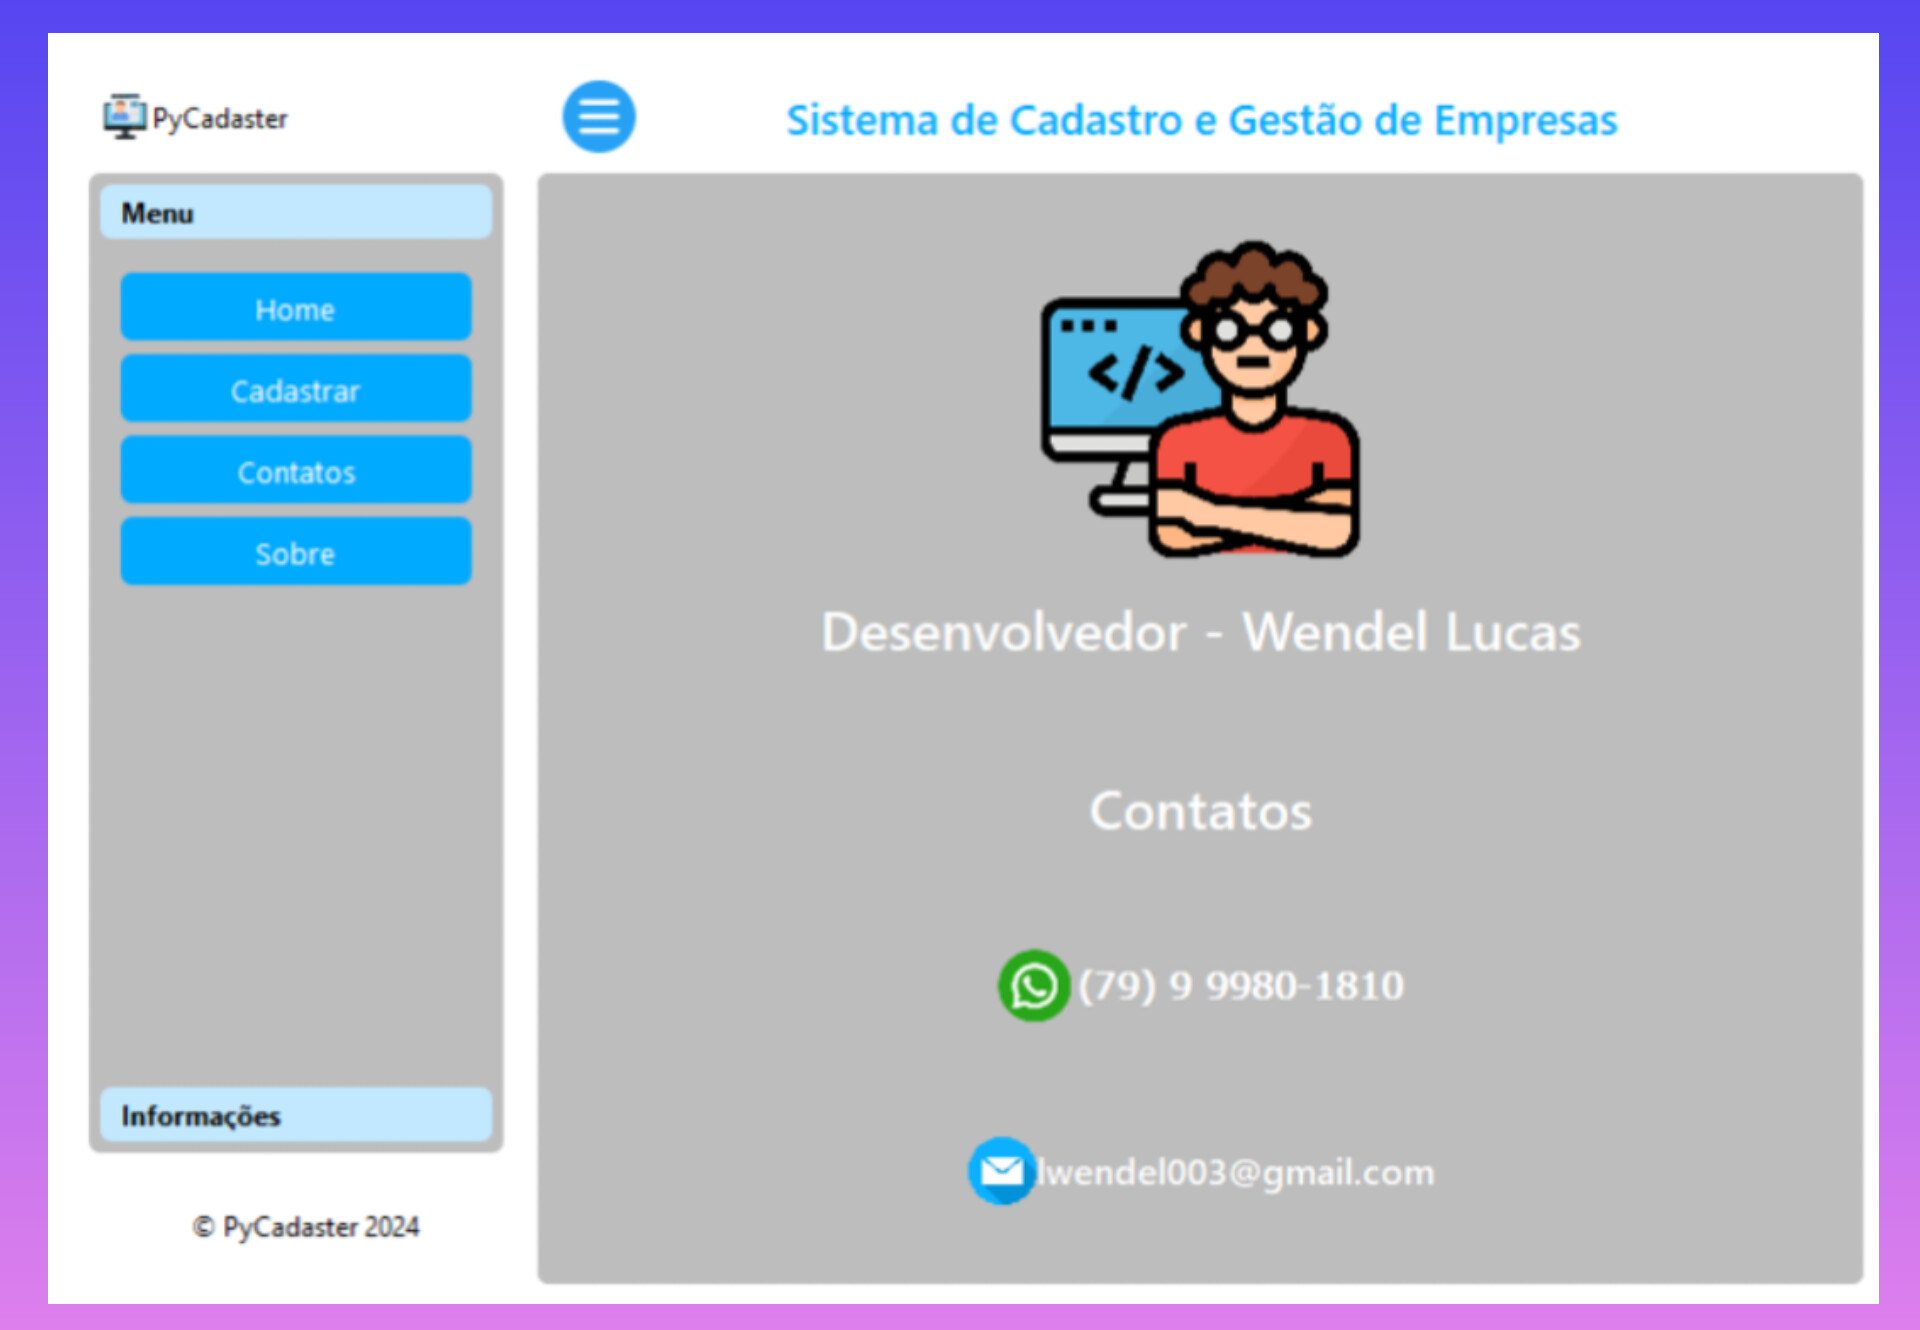 PyCadaster
Sistema de Cadastro e Gestão de Empresas
Menu
Home
Cadastrar
Contatos
Sobre
Informações
© PyCadaster 2024
</>
Desenvolvedor - Wendel Lucas
Contatos
(79) 9 9980-1810
lwendel003@gmail.com